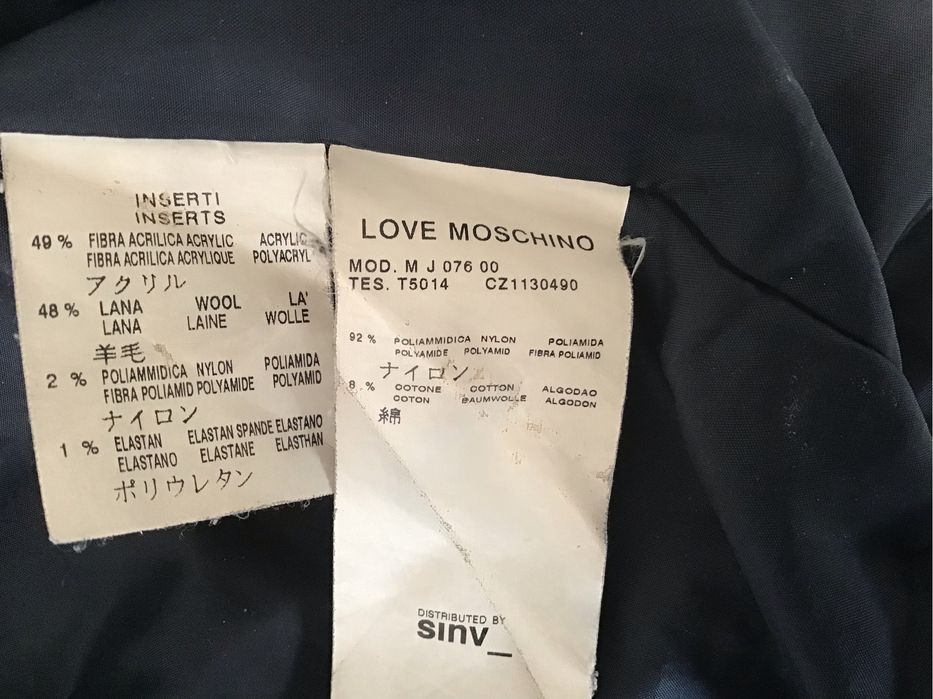 INSERTI
INSERTS
49 % FIBRA ACRILICA ACRYLIC ACRYLIC
FIBRA ACRILICA ACRYLIQUE POLYACRYL
アクリル
48 % LANA WOOL LA'
LANA LAINE WOLLE
羊毛
2 % POLIAMMIDICA NYLON POLIAMIDA
FIBRA POLIAMID POLYAMIDE POLYAMID
ナイロン
1 % ELASTAN ELASTAN SPANDE ELASTANO
ELASTANO ELASTANE ELASTHAN
ポリウレタン
LOVE MOSCHINO
MOD. M J 076 00
TES. T5014 CZ1130490
92 % POLIAMMIDICA NYLON POLIAMIDA
POLYAMIDE POLYAMID FIBRA POLIAMID
ナイロン
8 % COTONE COTTON ALGODAO
COTON BAUMWOLLE ALGODON
綿
DISTRIBUTED BY
sinv_